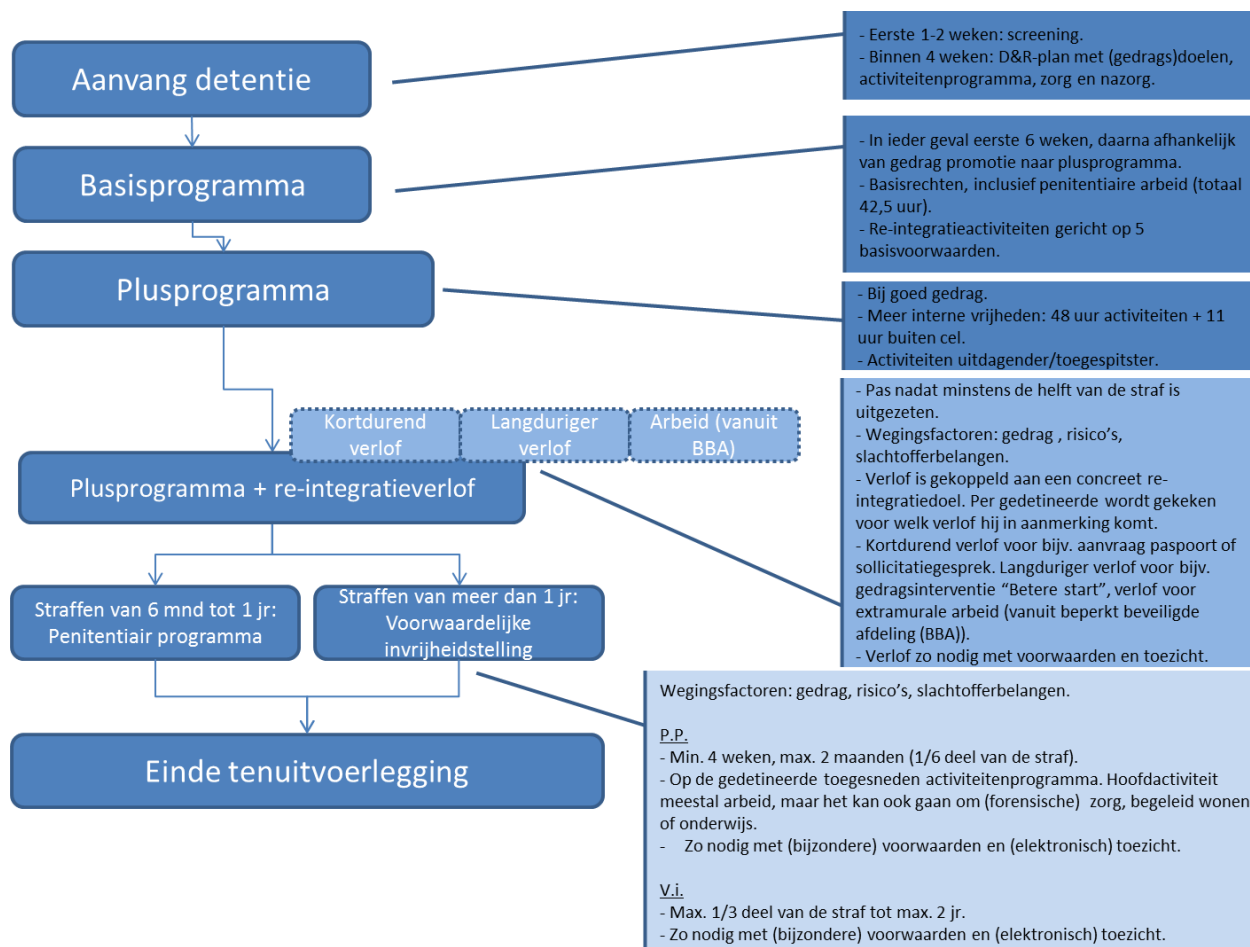 Aanvang detentie
- Eerste 1-2 weken: screening.
- Binnen 4 weken: D&R-plan met (gedrags)doelen,
activiteitenprogramma, zorg en nazorg.
Basisprogramma
- In ieder geval eerste 6 weken, daarna afhankelijk
van gedrag promotie naar plusprogramma.
- Basisrechten, inclusief penitentiaire arbeid (totaal
42,5 uur).
- Re-integratieactiviteiten gericht op 5
basisvoorwaarden.
Plusprogramma
- Bij goed gedrag.
- Meer interne vrijheden: 48 uur activiteiten + 11
uur buiten cel.
- Activiteiten uitdagender/toegespitster.
Kortdurend
verlof
Langduriger
verlof
Arbeid (vanuit
BBA)
Plusprogramma + re-integratieverlof
- Pas nadat minstens de helft van de straf is
uitgezeten.
- Wegingsfactoren: gedrag , risico's,
slachtofferbelangen.
- Verlof is gekoppeld aan een concreet re-
integratiedoel. Per gedetineerde wordt gekeken
voor welk verlof hij in aanmerking komt.
- Kortdurend verlof voor bijv. aanvraag paspoort of
sollicitatiegesprek. Langduriger verlof voor bijv.
gedragsinterventie “Betere start”, verlof voor
extramurale arbeid (vanuit beperkt beveiligde
afdeling (BBA)).
- Verlof zo nodig met voorwaarden en toezicht.
Straffen van 6 mnd tot 1 jr:
Penitentiair programma
Straffen van meer dan 1 jr:
Voorwaardelijke
invrijheidstelling
Wegingsfactoren: gedrag, risico's, slachtofferbelangen.
P.P.
- Min. 4 weken, max. 2 maanden (1/6 deel van de straf).
- Op de gedetineerde toegesneden activiteitenprogramma. Hoofdactiviteit
meestal arbeid, maar het kan ook gaan om (forensische) zorg, begeleid wonen
of onderwijs.
- Zo nodig met (bijzondere) voorwaarden en (elektronisch) toezicht.
V.i.
- Max. 1/3 deel van de straf tot max. 2 jr.
- Zo nodig met (bijzondere) voorwaarden en (elektronisch) toezicht.
Einde tenuitvoerlegging